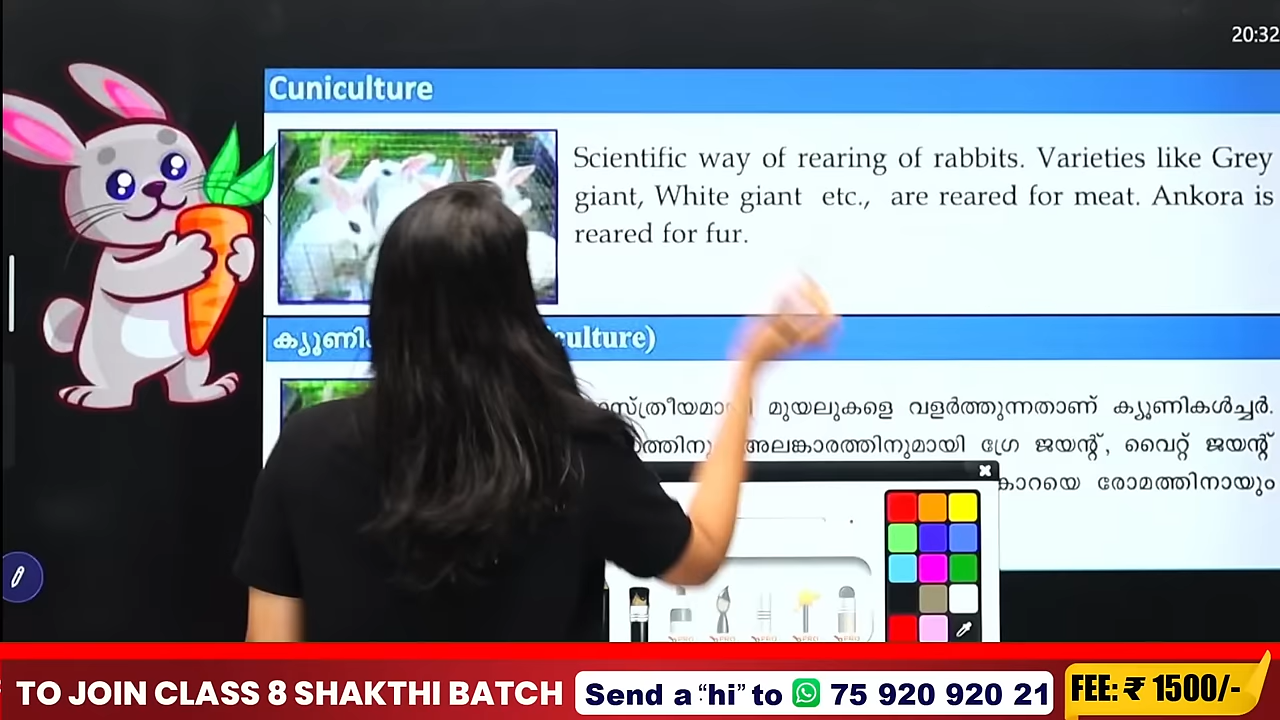 20:32
Cuniculture
Scientific way of rearing of rabbits. Varieties like Grey
giant, White giant etc., are reared for meat. Ankora is
reared for fur.
culture)
മുയലുകളെ വളർത്തുന്നതാണ് ക്യൂണികൾച്ചർ.
അലങ്കാരത്തിനുമായി ഗ്രേ ജയന്റ്, വൈറ്റ് ജയന്റ്
രോമത്തിനായും
TO JOIN CLASS 8 SHAKTHI BATCH
Send a “hi” to 75 920 920 21
FEE: ₹ 1500/-